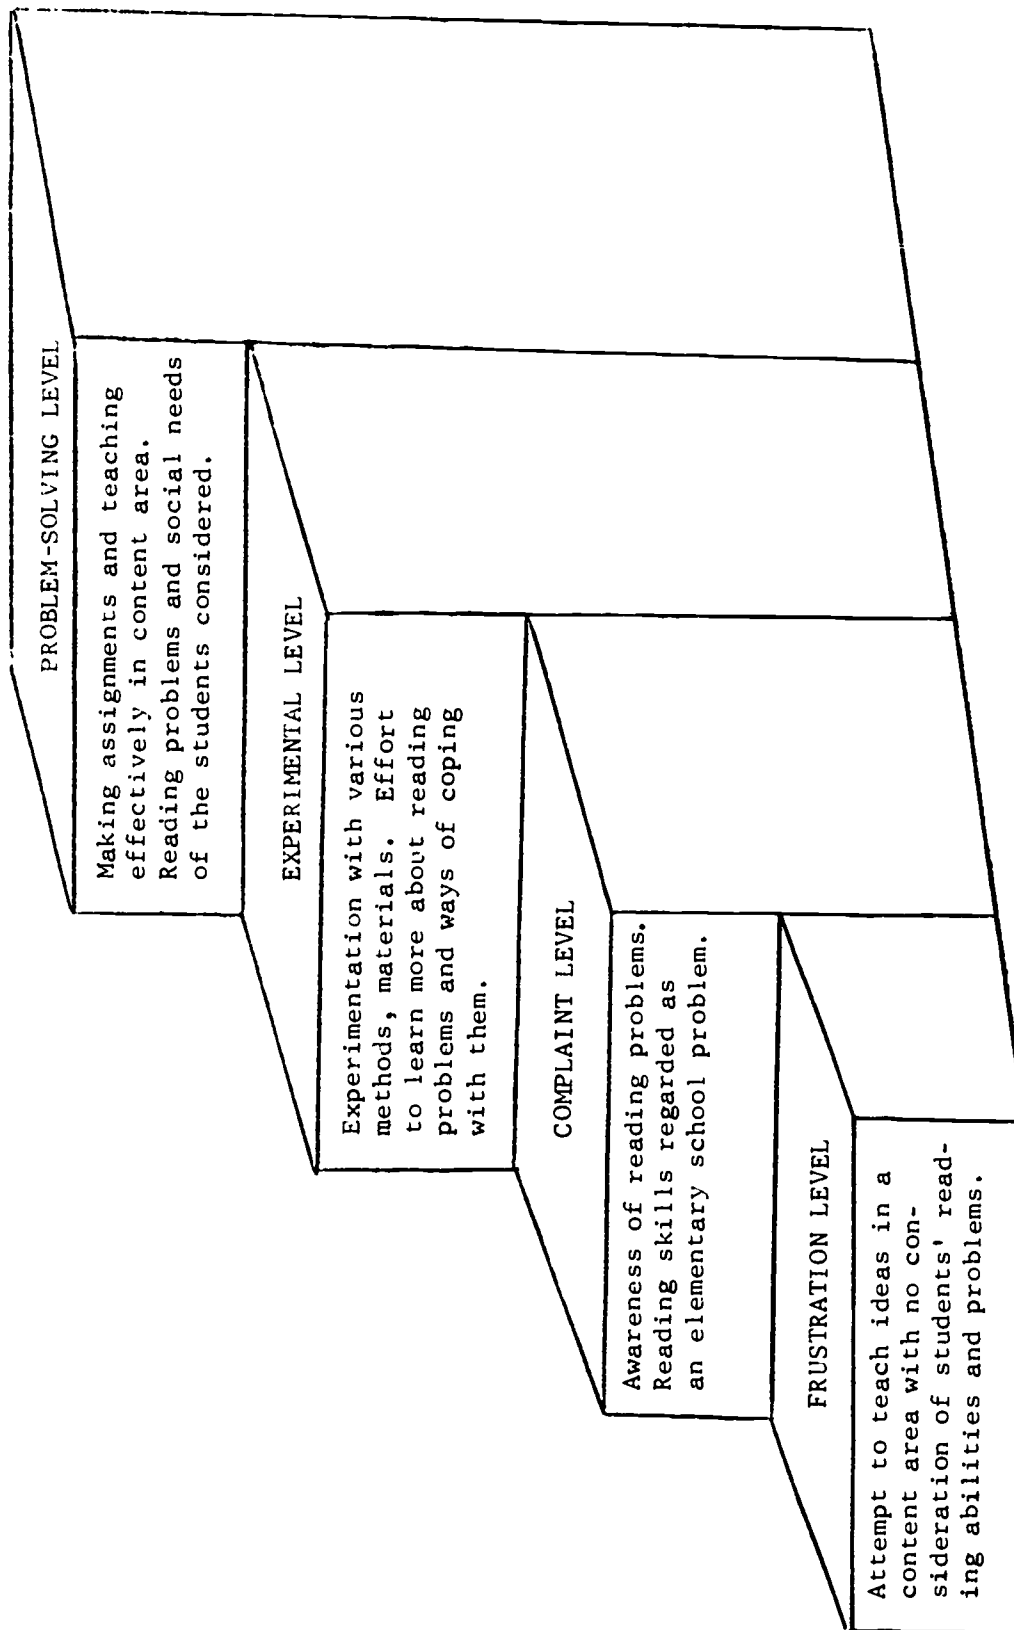 PROBLEM-SOLVING LEVEL
Making assignments and teaching
effectively in content area.
Reading problems and social needs
of the students considered.
EXPERIMENTAL LEVEL
Experimentation with various
methods, materials. Effort
to learn more about reading
problems and ways of coping
with them.
COMPLAINT LEVEL
Awareness of reading problems.
Reading skills regarded as
an elementary school problem.
FRUSTRATION LEVEL
Attempt to teach ideas in a
content area with no con-
sideration of students' read-
ing abilities and problems.